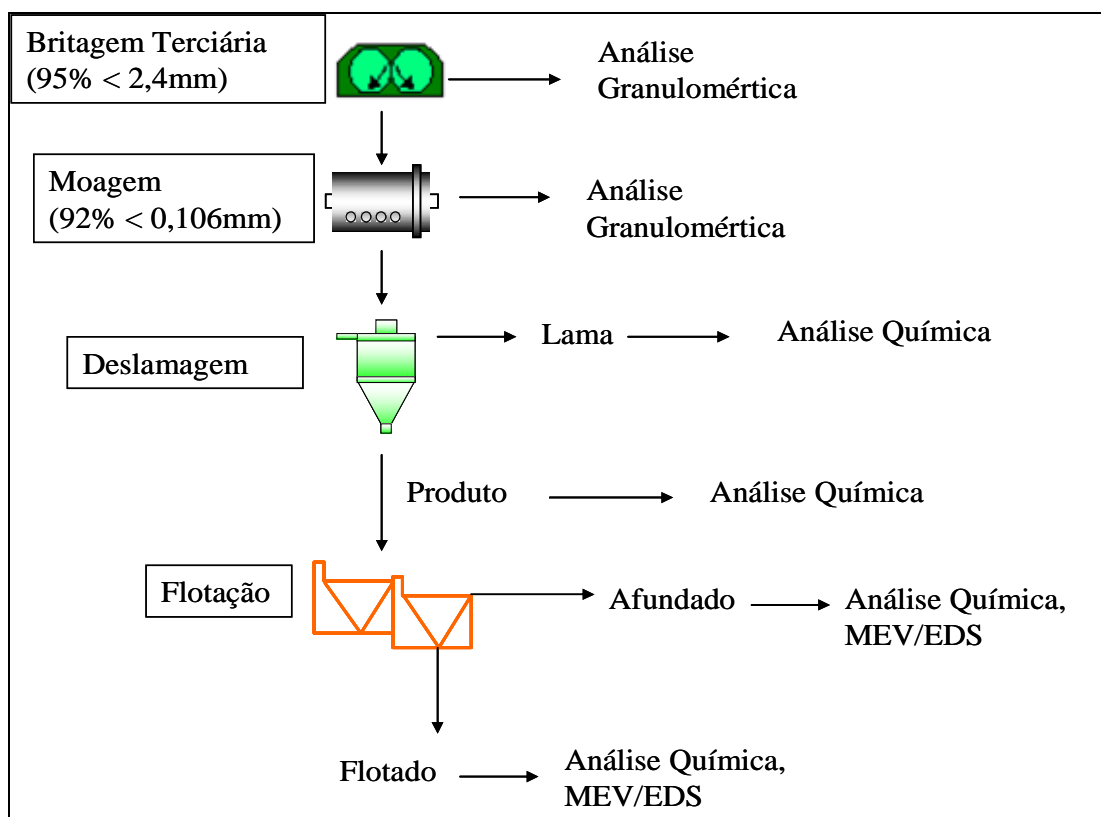 Britagem Terciária
(95% < 2,4mm)
Análise
Granulomértica
Moagem
(92% < 0,106mm)
Análise
Granulomértica
Deslamagem
Lama
Análise Química
Produto
Análise Química
Flotação
Afundado
Análise Química,
MEV/EDS
Flotado
Análise Química,
MEV/EDS